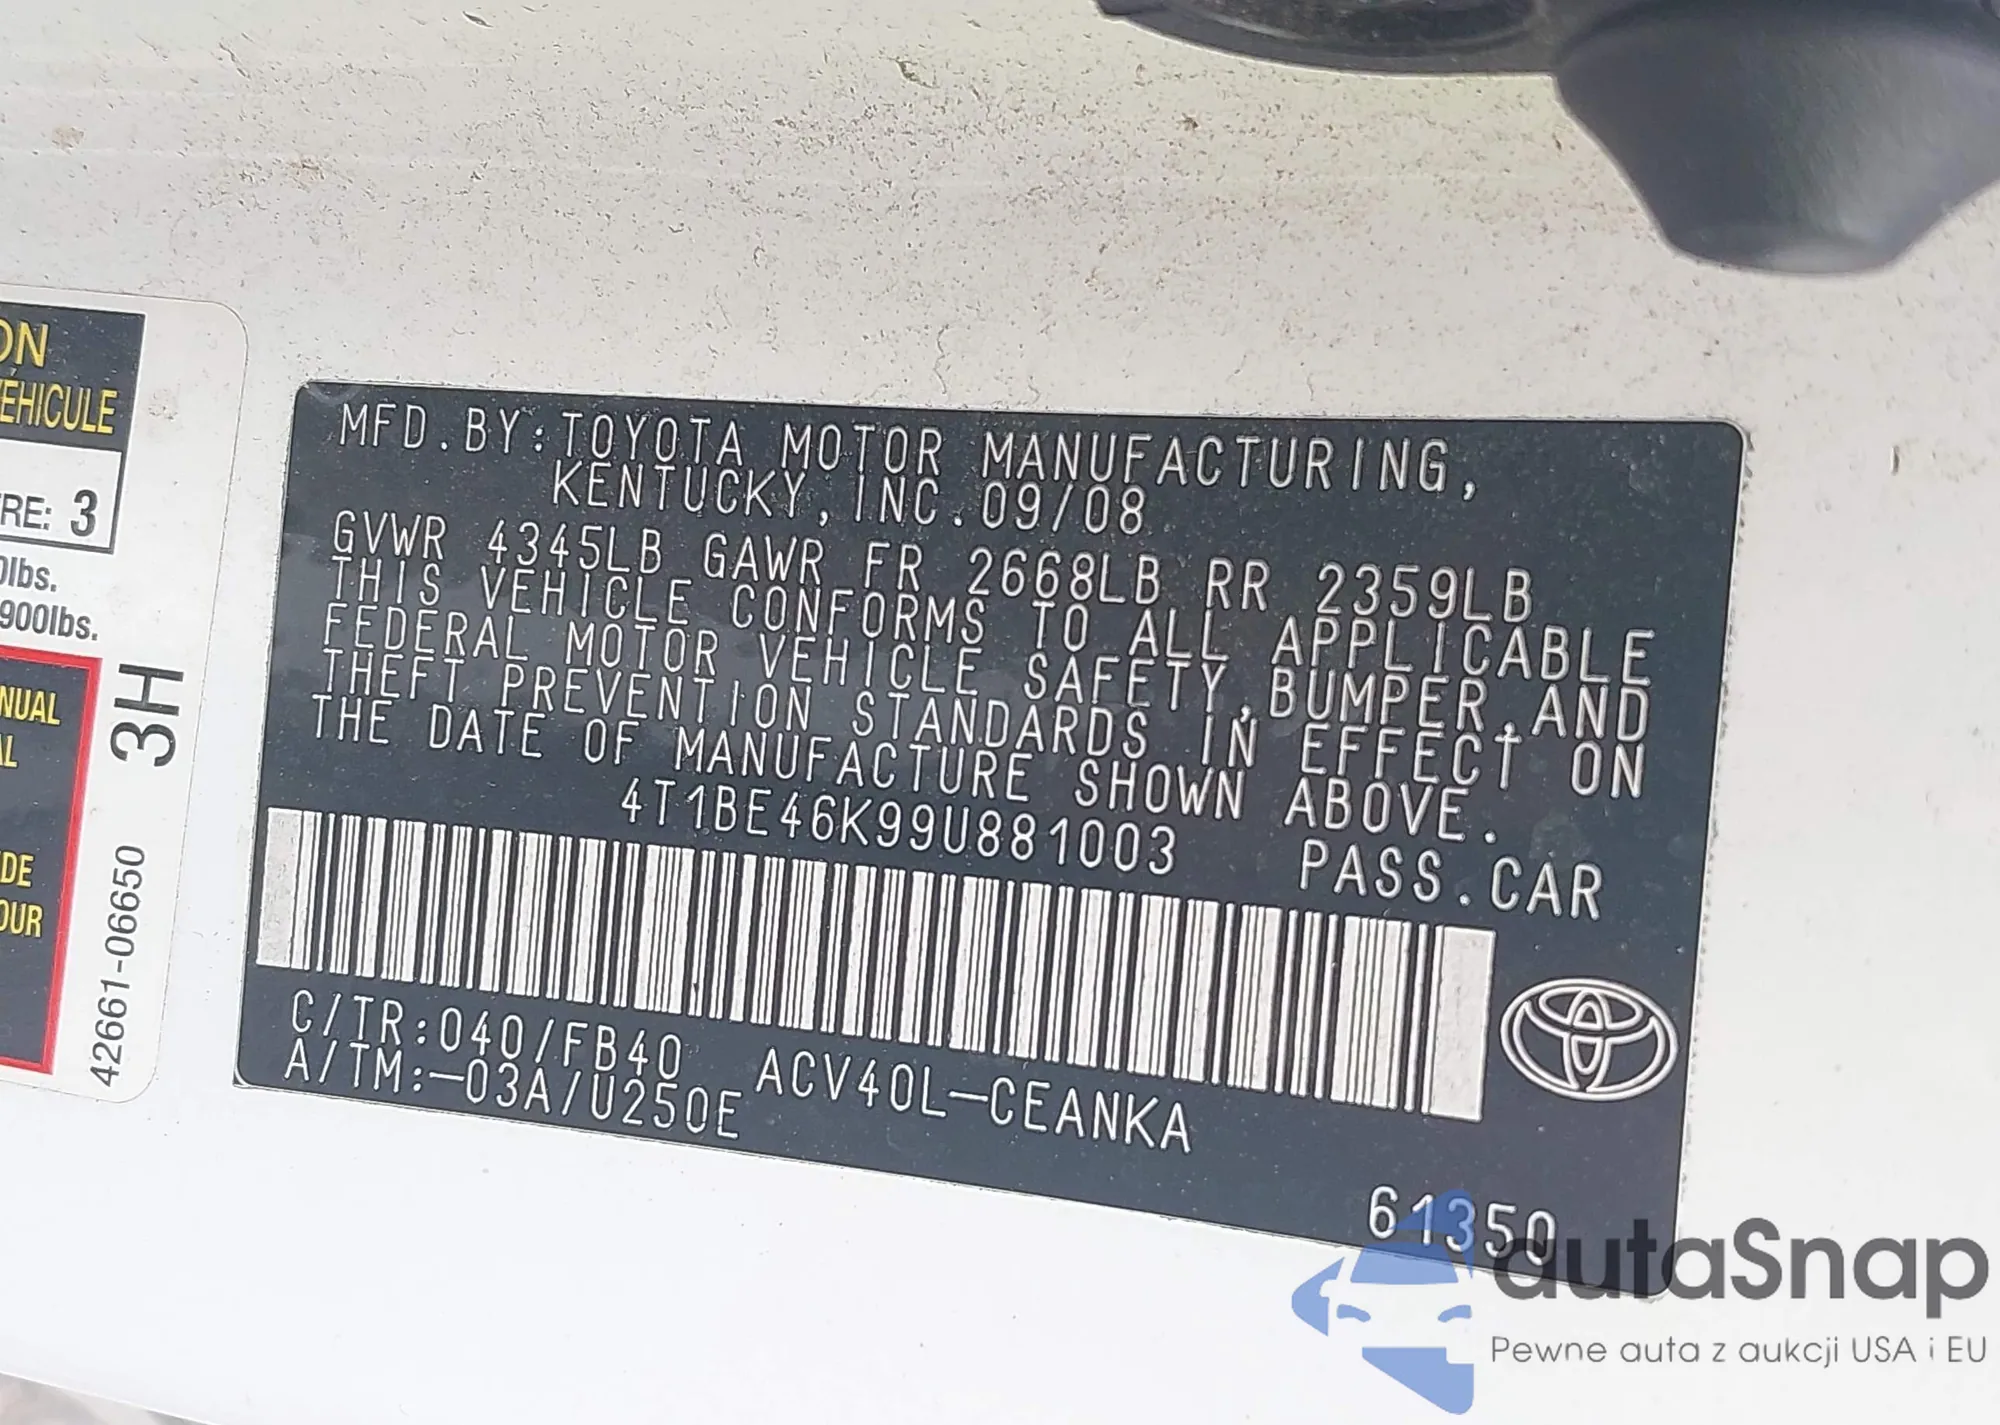 ON
ÉHICULE
RE: 3
0lbs.
900lbs.
NUAL
AL
DE
OUR
3H
42661-06650
MFD.BY:TOYOTA MOTOR MANUFACTURING,
KENTUCKY,INC.09/08
GVWR 4345LB GAWR FR 2668LB RR 2359LB
THIS VEHICLE CONFORMS TO ALL APPLICABLE
FEDERAL MOTOR VEHICLE SAFETY,BUMPER,AND
THEFT PREVENTION STANDARDS IN EFFECT ON
THE DATE OF MANUFACTURE SHOWN ABOVE.
4T1BE46K99U881003 PASS.CAR
C/TR:040/FB40 ACV40L-CEANKA
A/TM:-03A/U250E
61350
autaSnap
Pewne auta z aukcji USA i EU